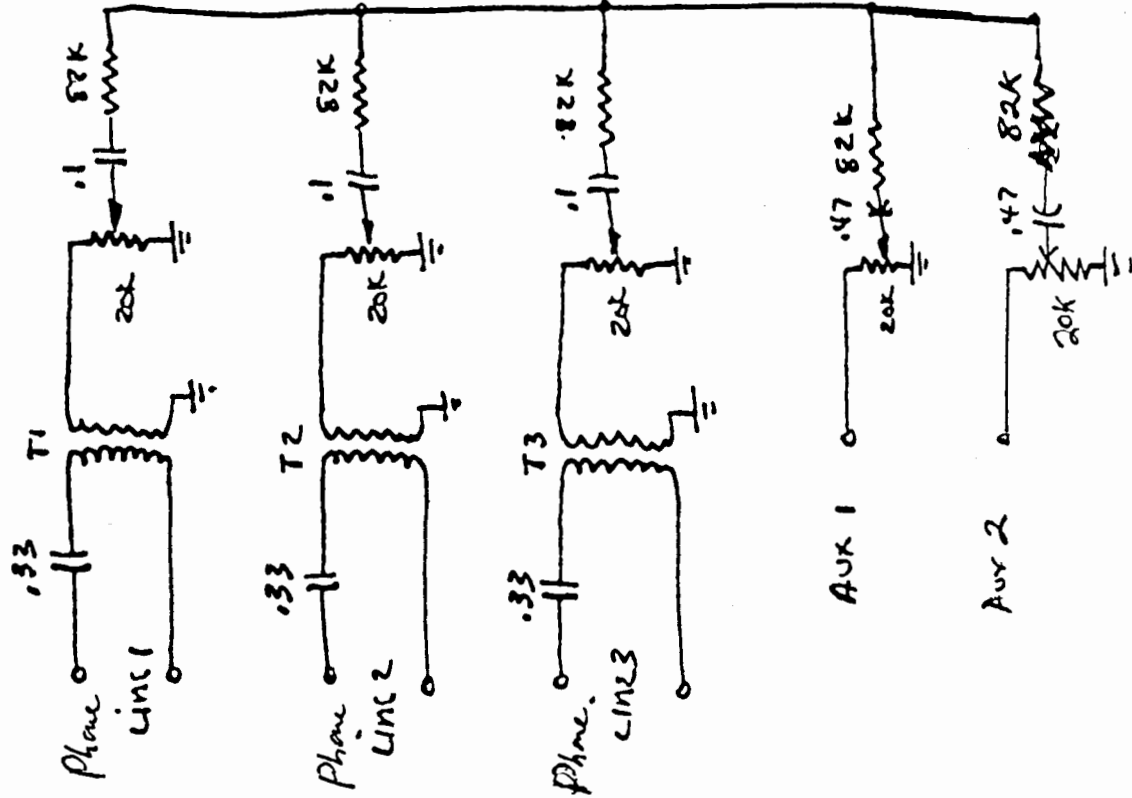 .33
T1
20K
.1
82K
Phone
Line 1
.33
T2
20K
.1
82K
Phone
Line 2
.33
T3
20K
.1
.82K
Phone.
Line 3
Aux 1
20K
.47
82K
Aux 2
20K
.47
82K